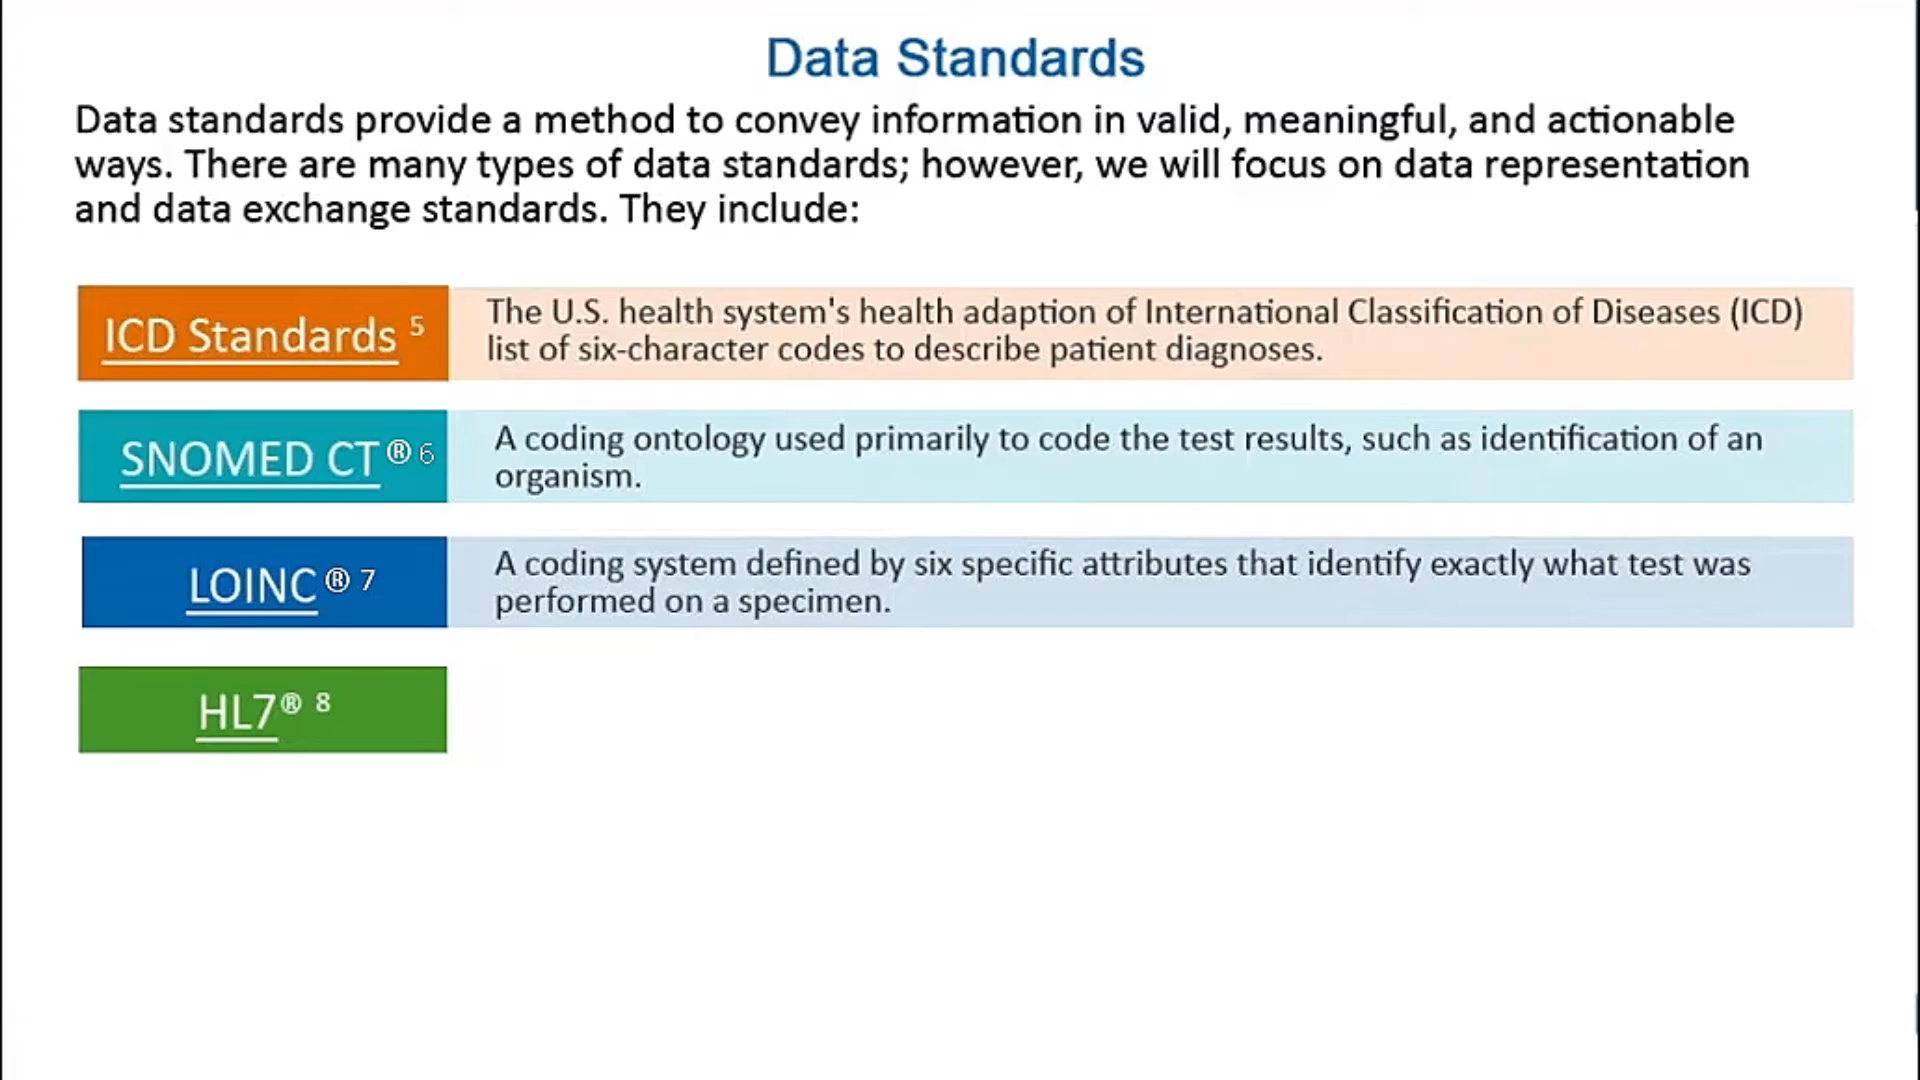 Data Standards
Data standards provide a method to convey information in valid, meaningful, and actionable
ways. There are many types of data standards; however, we will focus on data representation
and data exchange standards. They include:
ICD Standards 5
The U.S. health system's health adaption of International Classification of Diseases (ICD)
list of six-character codes to describe patient diagnoses.
SNOMED CT® 6
A coding ontology used primarily to code the test results, such as identification of an
organism.
LOINC® 7
A coding system defined by six specific attributes that identify exactly what test was
performed on a specimen.
HL7® 8